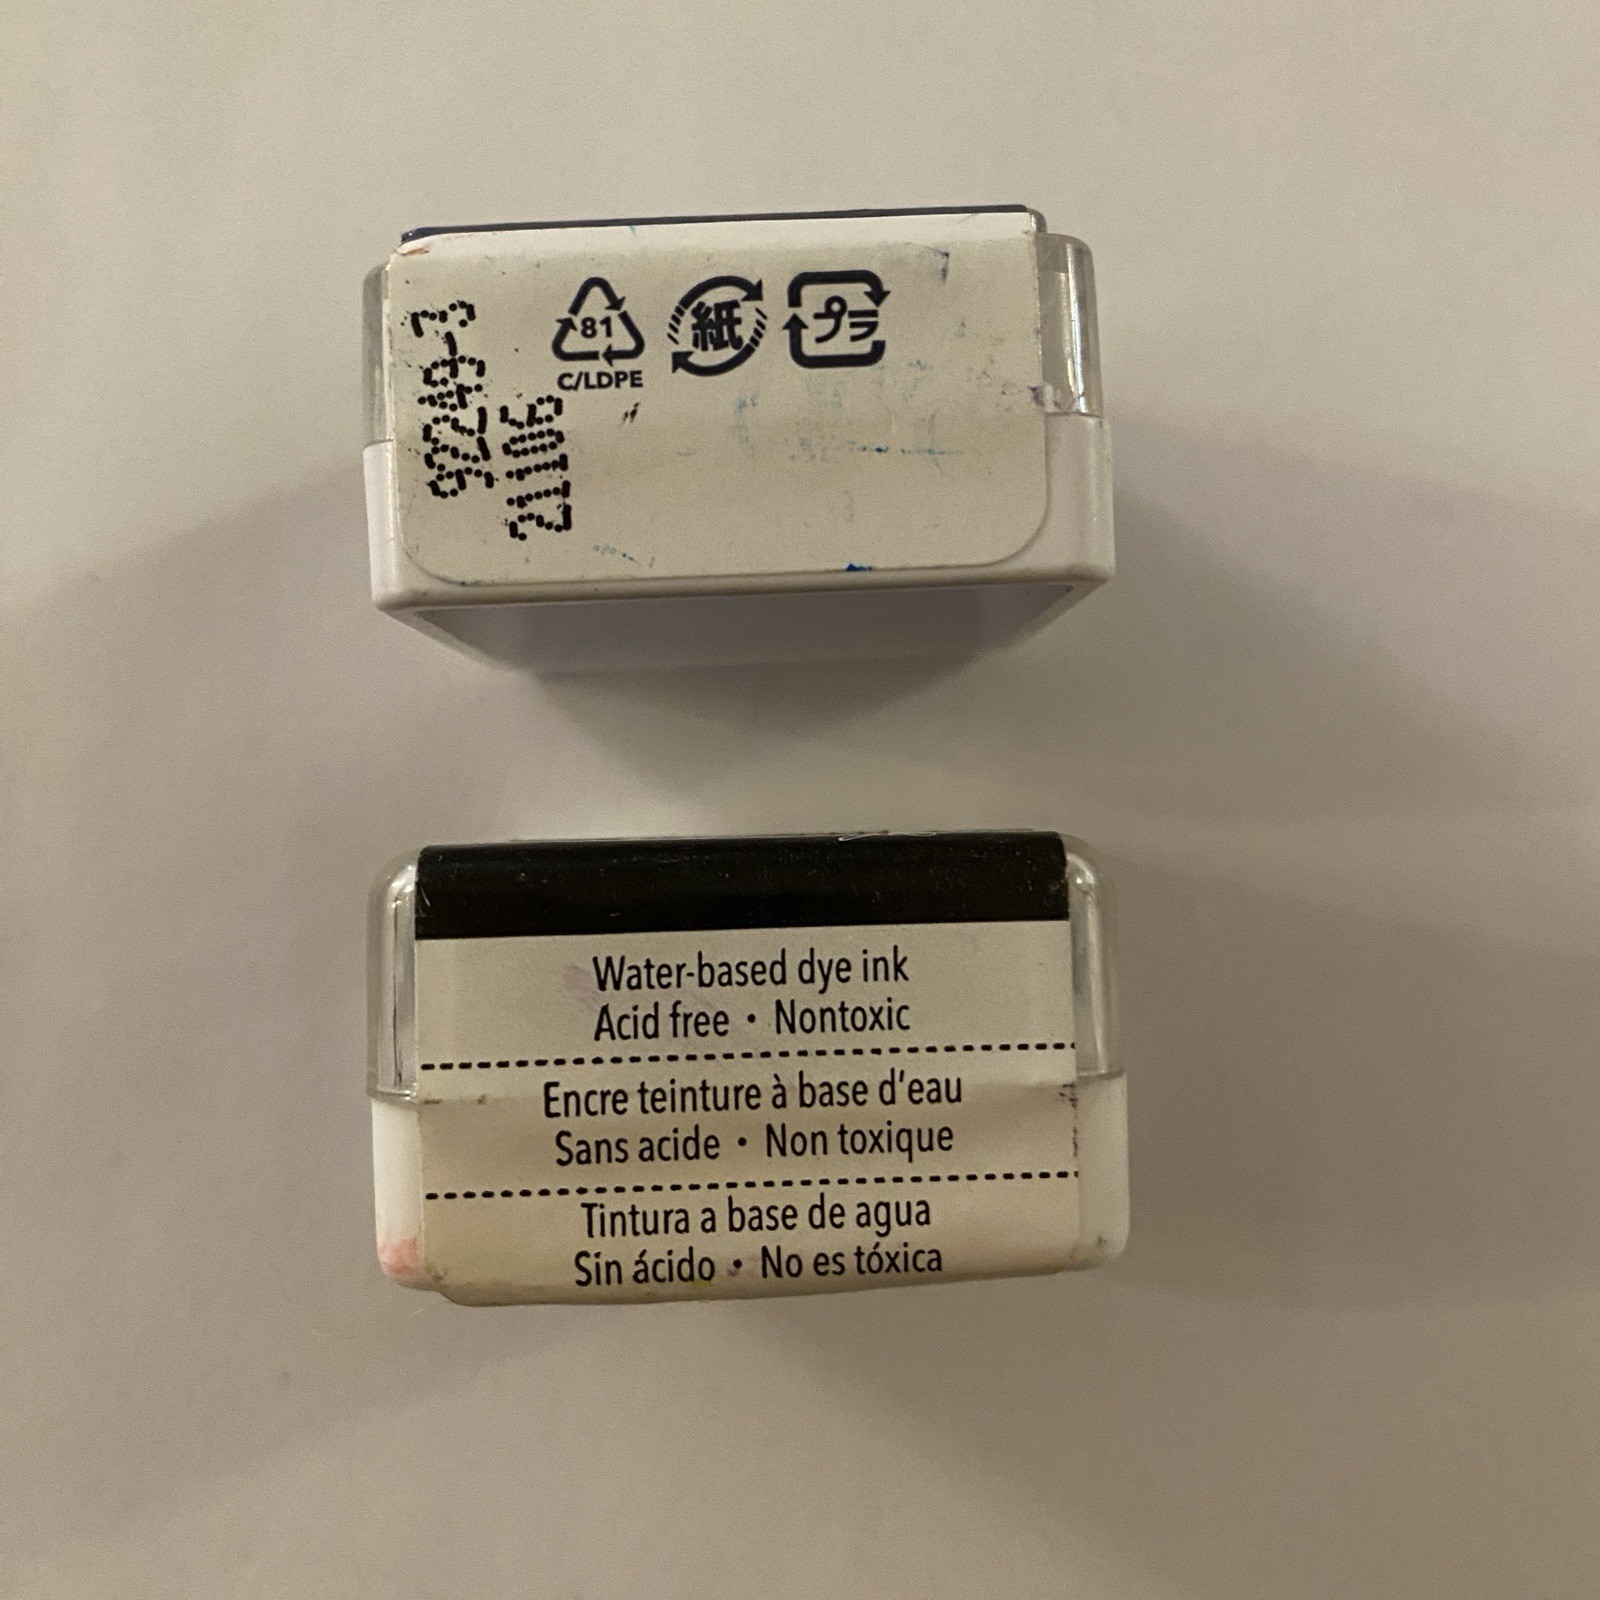 81
C/LDPE
紙
プラ
Water-based dye ink
Acid free • Nontoxic
Encre teinture à base d'eau
Sans acide • Non toxique
Tintura a base de agua
Sin ácido • No es tóxica